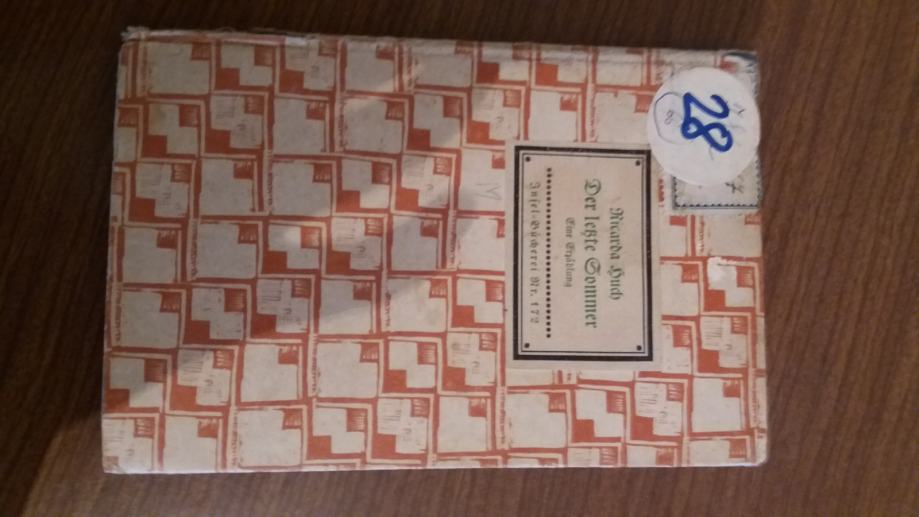 28
Ricarda Huch
Der letzte Sommer
Eine Erzählung
Insel-Bücherei Nr. 172